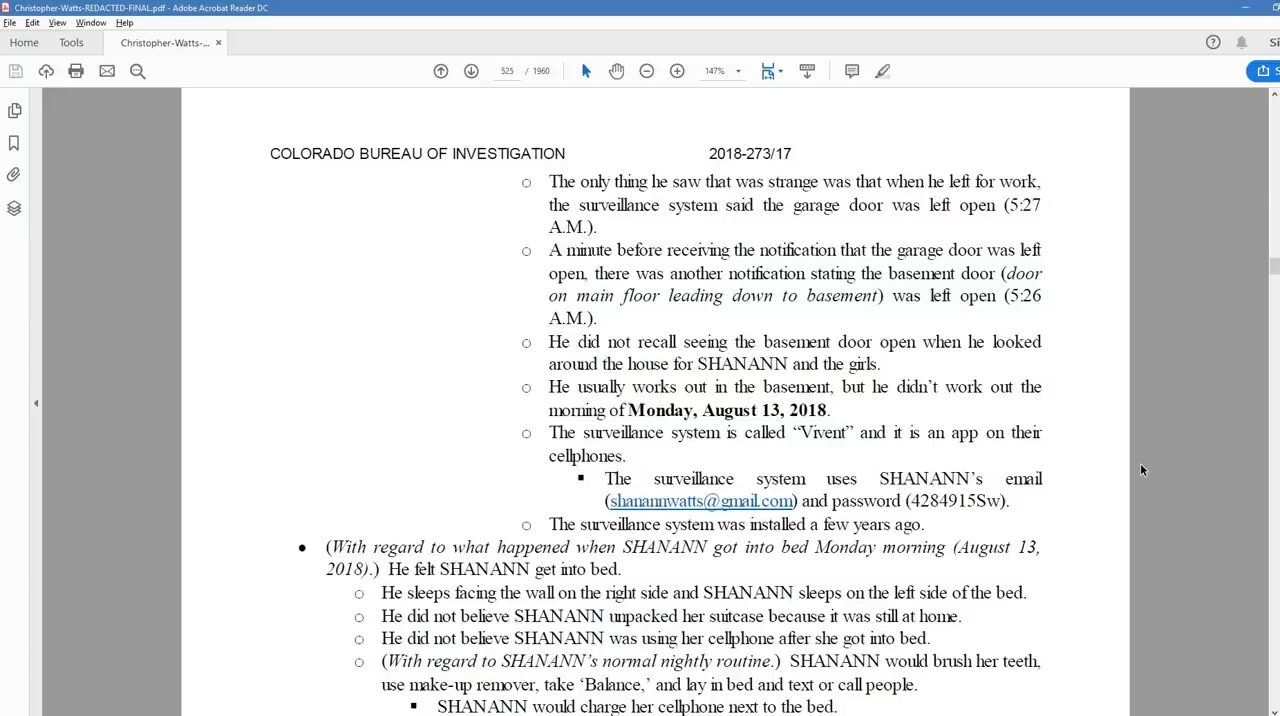 Christopher-Watts-REDACTED-FINAL.pdf - Adobe Acrobat Reader DC
File Edit View Window Help
Home Tools Christopher-Watts-... ×
525 / 1960 147%
COLORADO BUREAU OF INVESTIGATION 2018-273/17
○ The only thing he saw that was strange was that when he left for work,
the surveillance system said the garage door was left open (5:27
A.M.).
○ A minute before receiving the notification that the garage door was left
open, there was another notification stating the basement door (door
on main floor leading down to basement) was left open (5:26
A.M.).
○ He did not recall seeing the basement door open when he looked
around the house for SHANANN and the girls.
○ He usually works out in the basement, but he didn't work out the
morning of Monday, August 13, 2018.
○ The surveillance system is called “Vivent” and it is an app on their
cellphones.
▪ The surveillance system uses SHANANN’s email
(shanannwatts@gmail.com) and password (4284915Sw).
○ The surveillance system was installed a few years ago.
● (With regard to what happened when SHANANN got into bed Monday morning (August 13,
2018).) He felt SHANANN get into bed.
○ He sleeps facing the wall on the right side and SHANANN sleeps on the left side of the bed.
○ He did not believe SHANANN unpacked her suitcase because it was still at home.
○ He did not believe SHANANN was using her cellphone after she got into bed.
○ (With regard to SHANANN’s normal nightly routine.) SHANANN would brush her teeth,
use make-up remover, take ‘Balance,’ and lay in bed and text or call people.
▪ SHANANN would charge her cellphone next to the bed.